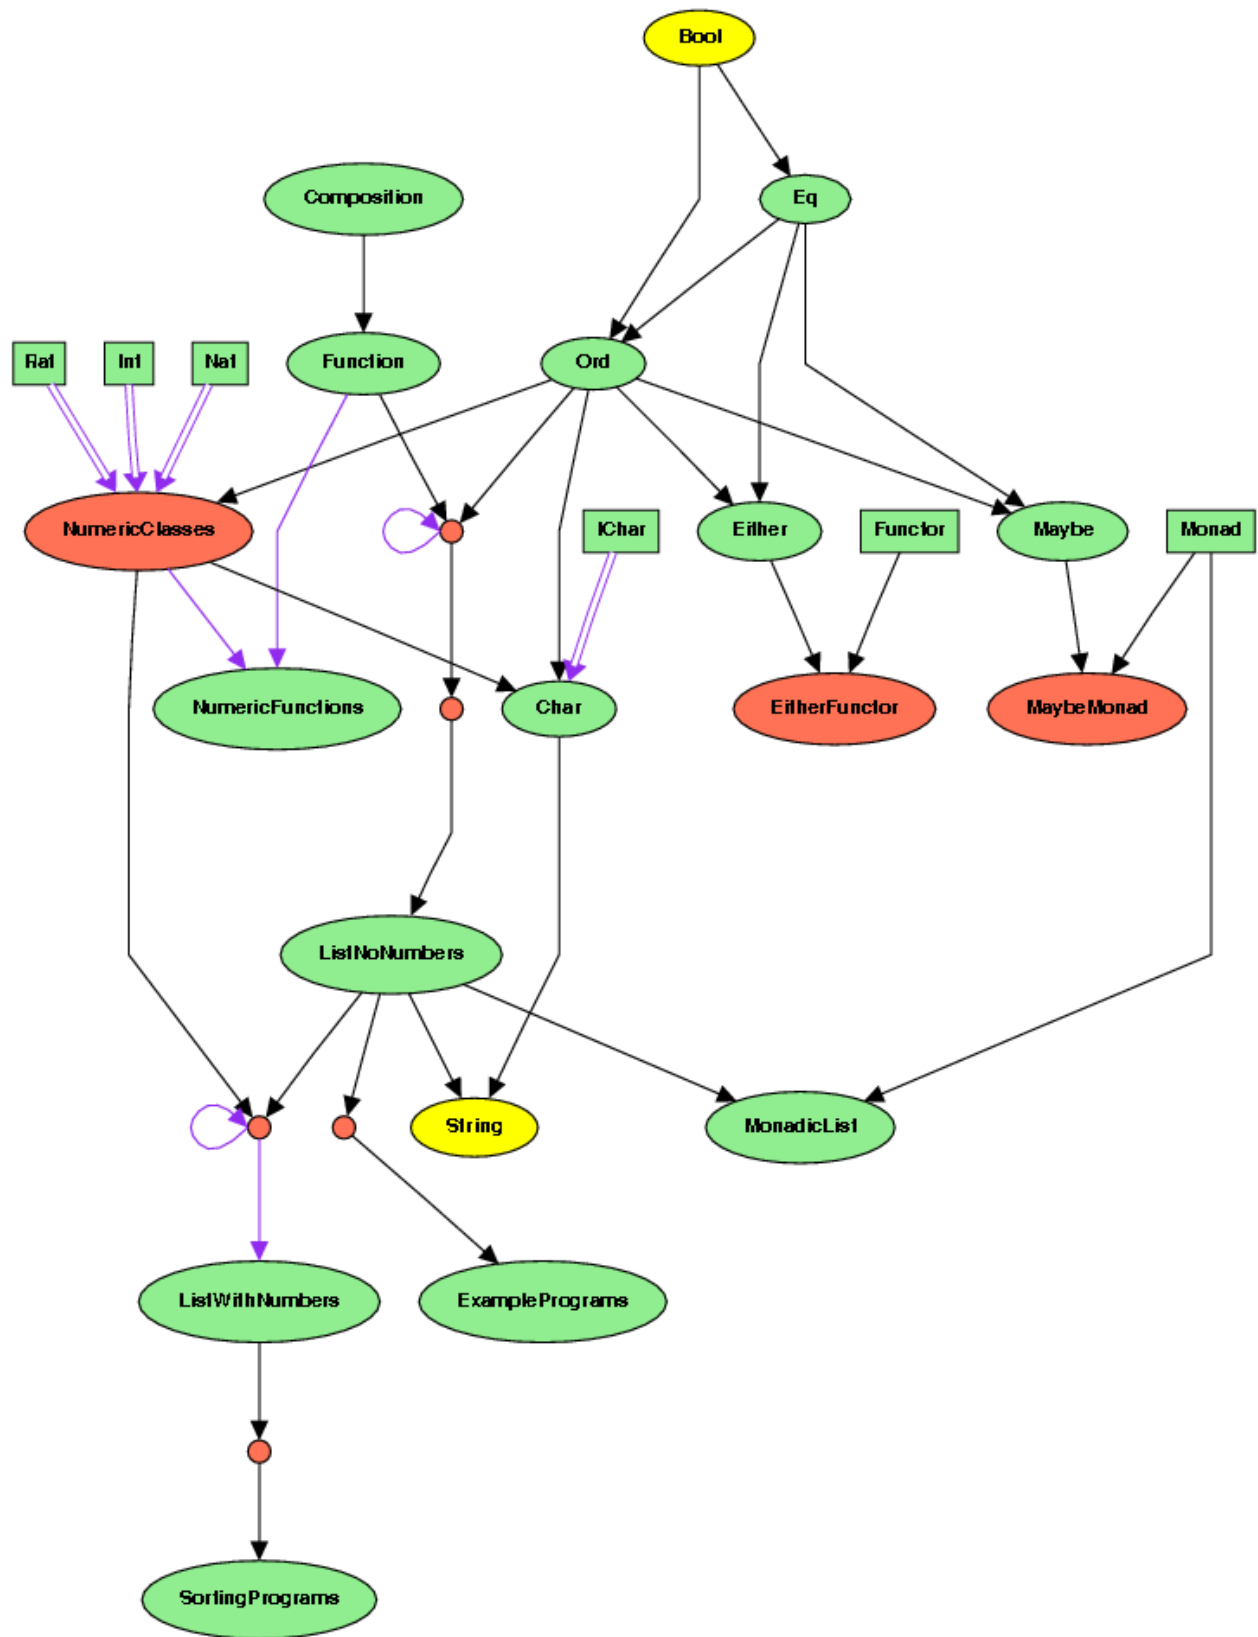 Bool
Composition
Eq
Rat
Int
Nat
Function
Ord
NumericClasses
IChar
Either
Functor
Maybe
Monad
NumericFunctions
Char
EitherFunctor
MaybeMonad
ListNoNumbers
String
MonadicList
ListWithNumbers
ExamplePrograms
SortingPrograms